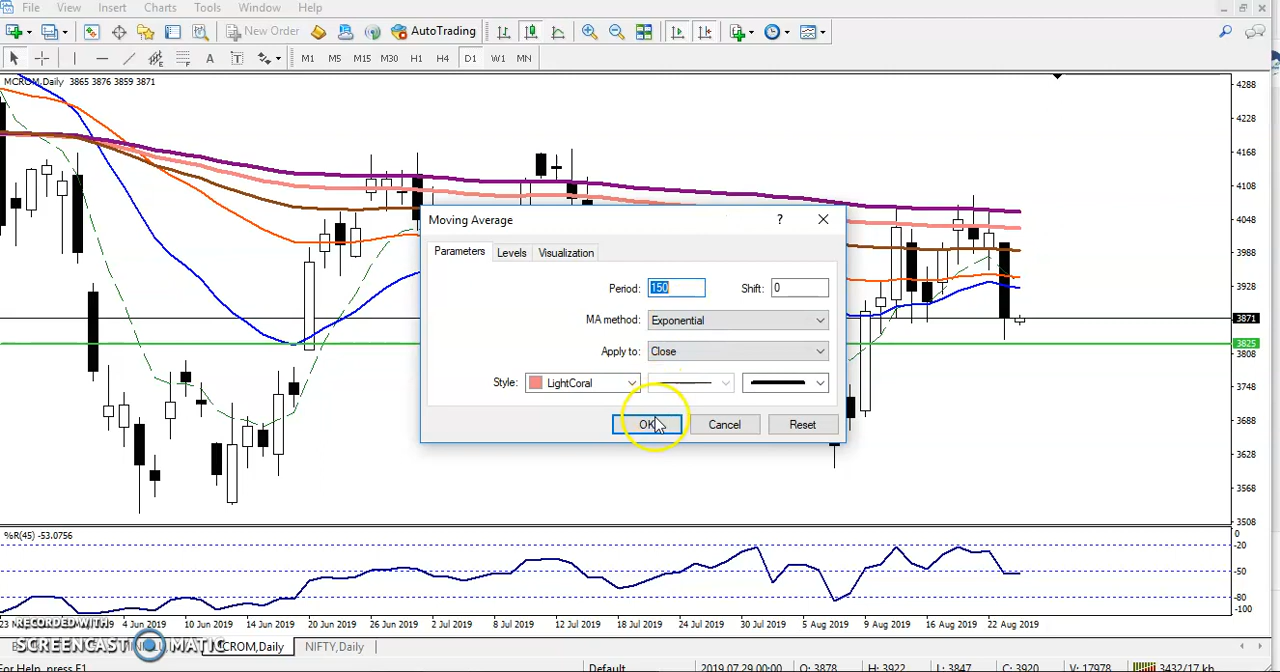 File View Insert Charts Tools Window Help
New Order AutoTrading
A T M1 M5 M15 M30 H1 H4 D1 W1 MN
MCROM,Daily 3865 3876 3859 3871
4288
4228
4168
4108
4048
3988
3928
3871
3825
3808
3748
3688
3628
3568
3508
Moving Average ?
Parameters Levels Visualization
Period: 150 Shift: 0
MA method: Exponential
Apply to: Close
Style: LightCoral
OK Cancel Reset
%R(45) -53.0756
0
-20
-50
-80
-100
4 Jun 2019 10 Jun 2019 14 Jun 2019 20 Jun 2019 26 Jun 2019 2 Jul 2019 8 Jul 2019 12 Jul 2019 18 Jul 2019 24 Jul 2019 30 Jul 2019 5 Aug 2019 9 Aug 2019 16 Aug 2019 22 Aug 2019
RECORDED WITH
SCREENCAST MATIC
CROM,Daily NIFTY,Daily
For Help, press F1 Default 2019.07.29 00:00 O: 3878 H: 3922 L: 3847 C: 3920 V: 17978 3432/17 kb